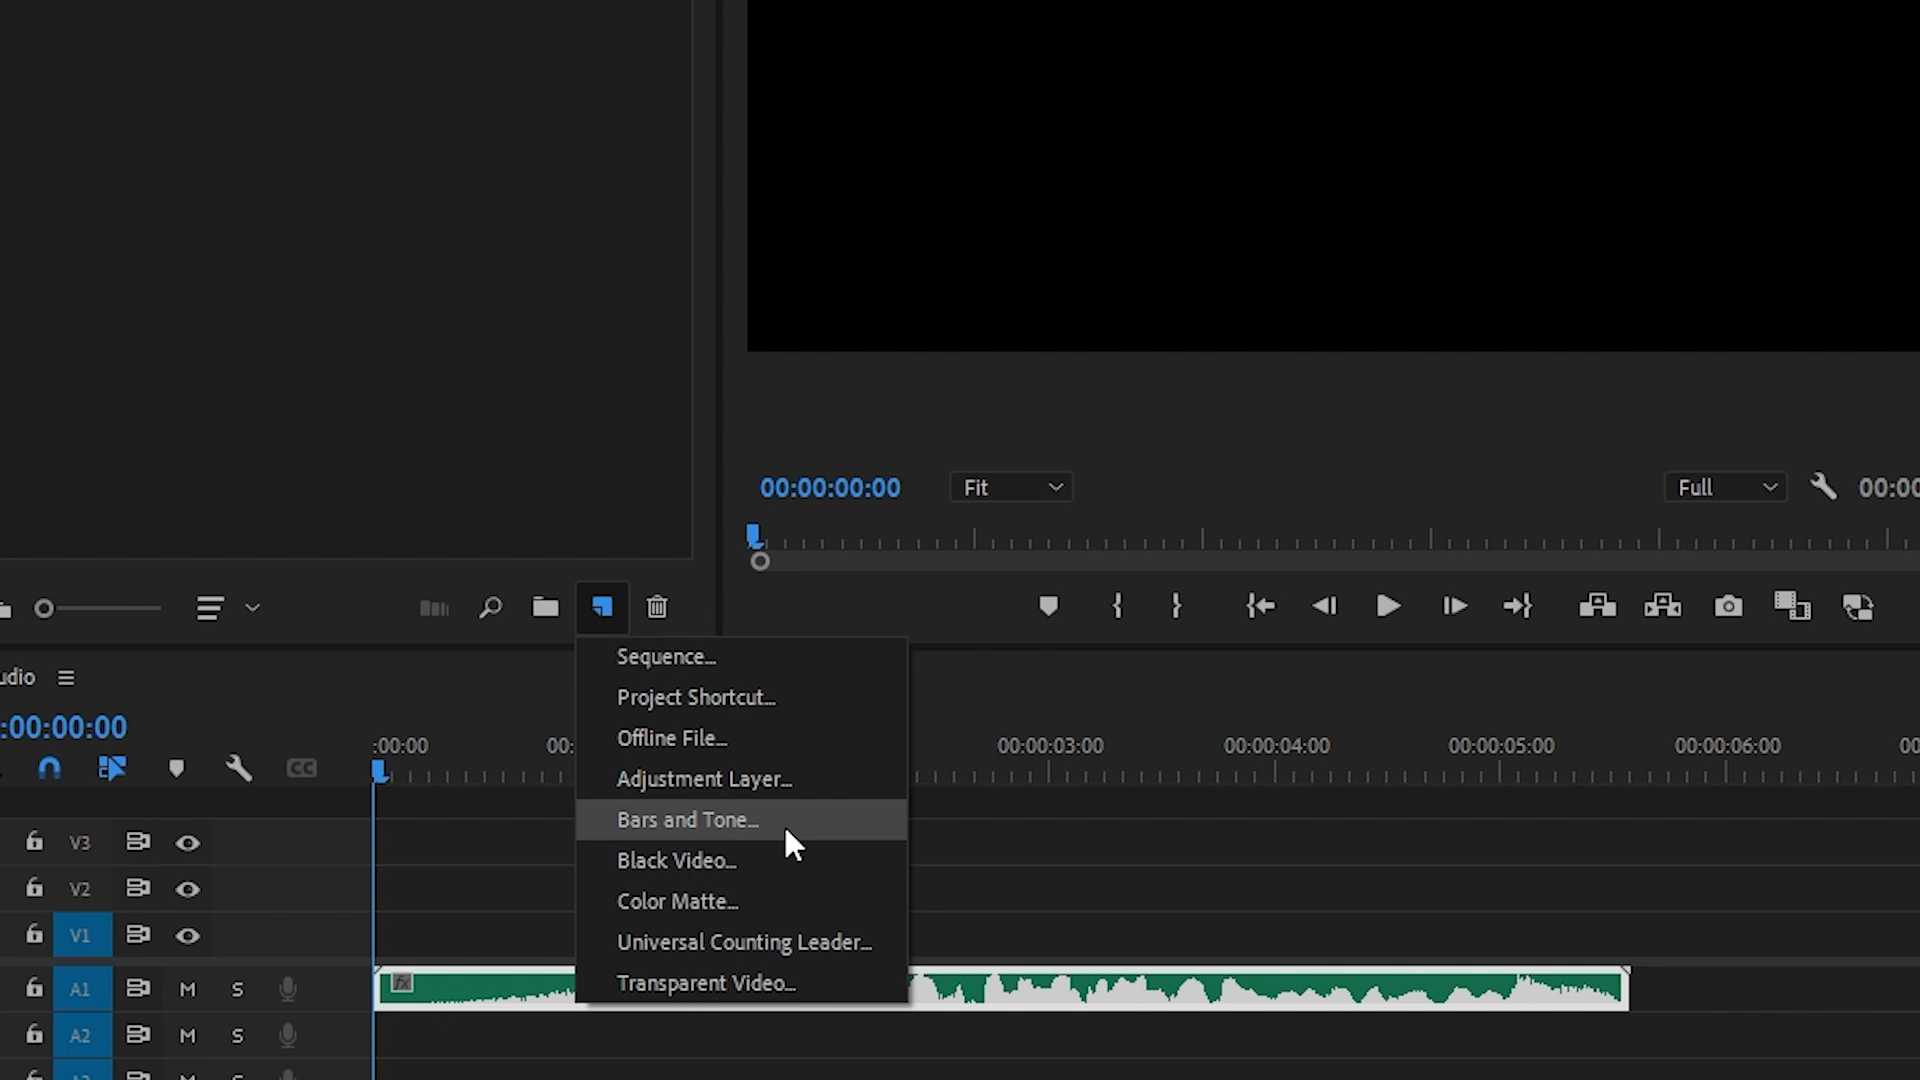 00:00:00:00
Fit
Full
00:00
Sequence...
Project Shortcut...
Offline File...
Adjustment Layer...
Bars and Tone...
Black Video...
Color Matte...
Universal Counting Leader...
Transparent Video...
udio
:00:00:00
:00:00
00:
00:00:03:00
00:00:04:00
00:00:05:00
00:00:06:00
00
CC
V3
V2
V1
A1 M S
fx
A2 M S